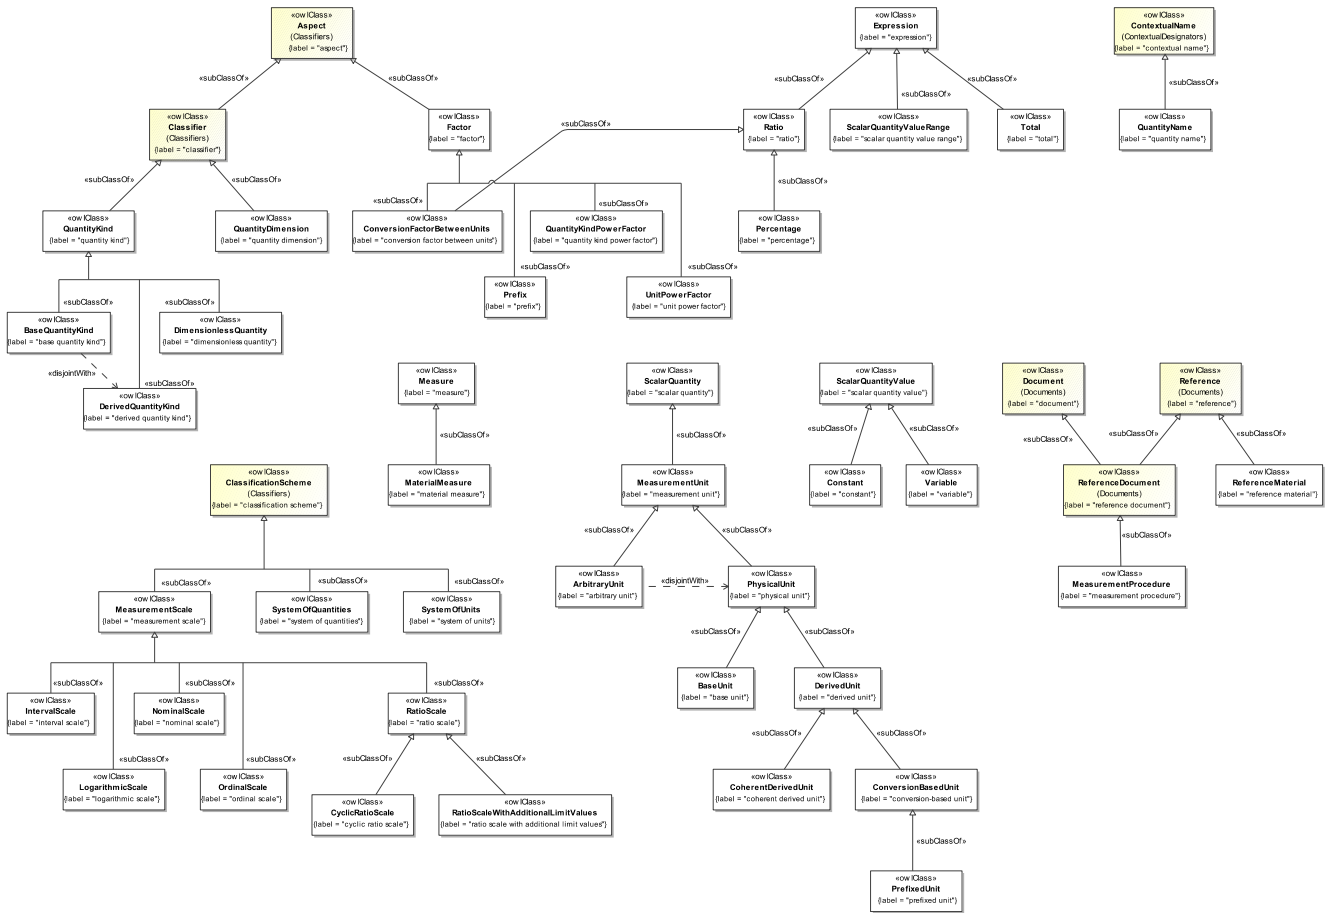 «owlClass»
Aspect
(Classifiers)
{label = "aspect"}
«owlClass»
Expression
{label = "expression"}
«owlClass»
ContextualName
(ContextualDesignators)
{label = "contextual name"}
«subClassOf»
«subClassOf»
«subClassOf»
«subClassOf»
«subClassOf»
«subClassOf»
«owlClass»
Classifier
(Classifiers)
{label = "classifier"}
«owlClass»
Factor
{label = "factor"}
«subClassOf»
«owlClass»
Ratio
{label = "ratio"}
«owlClass»
ScalarQuantityValueRange
{label = "scalar quantity value range"}
«owlClass»
Total
{label = "total"}
«owlClass»
QuantityName
{label = "quantity name"}
«subClassOf»
«subClassOf»
«subClassOf»
«subClassOf»
«subClassOf»
«owlClass»
QuantityKind
{label = "quantity kind"}
«owlClass»
QuantityDimension
{label = "quantity dimension"}
«owlClass»
ConversionFactorBetweenUnits
{label = "conversion factor between units"}
«owlClass»
QuantityKindPowerFactor
{label = "quantity kind power factor"}
«owlClass»
Percentage
{label = "percentage"}
«subClassOf»
«subClassOf»
«owlClass»
Prefix
{label = "prefix"}
«owlClass»
UnitPowerFactor
{label = "unit power factor"}
«subClassOf»
«subClassOf»
«owlClass»
BaseQuantityKind
{label = "base quantity kind"}
«owlClass»
DimensionlessQuantity
{label = "dimensionless quantity"}
«disjointWith»
«subClassOf»
«owlClass»
DerivedQuantityKind
{label = "derived quantity kind"}
«owlClass»
Measure
{label = "measure"}
«owlClass»
ScalarQuantity
{label = "scalar quantity"}
«owlClass»
ScalarQuantityValue
{label = "scalar quantity value"}
«owlClass»
Document
(Documents)
{label = "document"}
«owlClass»
Reference
(Documents)
{label = "reference"}
«subClassOf»
«subClassOf»
«subClassOf»
«subClassOf»
«subClassOf»
«subClassOf»
«subClassOf»
«owlClass»
ClassificationScheme
(Classifiers)
{label = "classification scheme"}
«owlClass»
MaterialMeasure
{label = "material measure"}
«owlClass»
MeasurementUnit
{label = "measurement unit"}
«owlClass»
Constant
{label = "constant"}
«owlClass»
Variable
{label = "variable"}
«owlClass»
ReferenceDocument
(Documents)
{label = "reference document"}
«owlClass»
ReferenceMaterial
{label = "reference material"}
«subClassOf»
«subClassOf»
«subClassOf»
«subClassOf»
«subClassOf»
«subClassOf»
«owlClass»
MeasurementScale
{label = "measurement scale"}
«owlClass»
SystemOfQuantities
{label = "system of quantities"}
«owlClass»
SystemOfUnits
{label = "system of units"}
«owlClass»
ArbitraryUnit
{label = "arbitrary unit"}
«disjointWith»
«owlClass»
PhysicalUnit
{label = "physical unit"}
«owlClass»
MeasurementProcedure
{label = "measurement procedure"}
«subClassOf»
«subClassOf»
«subClassOf»
«subClassOf»
«subClassOf»
«owlClass»
IntervalScale
{label = "interval scale"}
«owlClass»
NominalScale
{label = "nominal scale"}
«owlClass»
RatioScale
{label = "ratio scale"}
«owlClass»
BaseUnit
{label = "base unit"}
«owlClass»
DerivedUnit
{label = "derived unit"}
«subClassOf»
«subClassOf»
«subClassOf»
«subClassOf»
«subClassOf»
«subClassOf»
«owlClass»
LogarithmicScale
{label = "logarithmic scale"}
«owlClass»
OrdinalScale
{label = "ordinal scale"}
«owlClass»
CyclicRatioScale
{label = "cyclic ratio scale"}
«owlClass»
RatioScaleWithAdditionalLimitValues
{label = "ratio scale with additional limit values"}
«owlClass»
CoherentDerivedUnit
{label = "coherent derived unit"}
«owlClass»
ConversionBasedUnit
{label = "conversion-based unit"}
«subClassOf»
«owlClass»
PrefixedUnit
{label = "prefixed unit"}